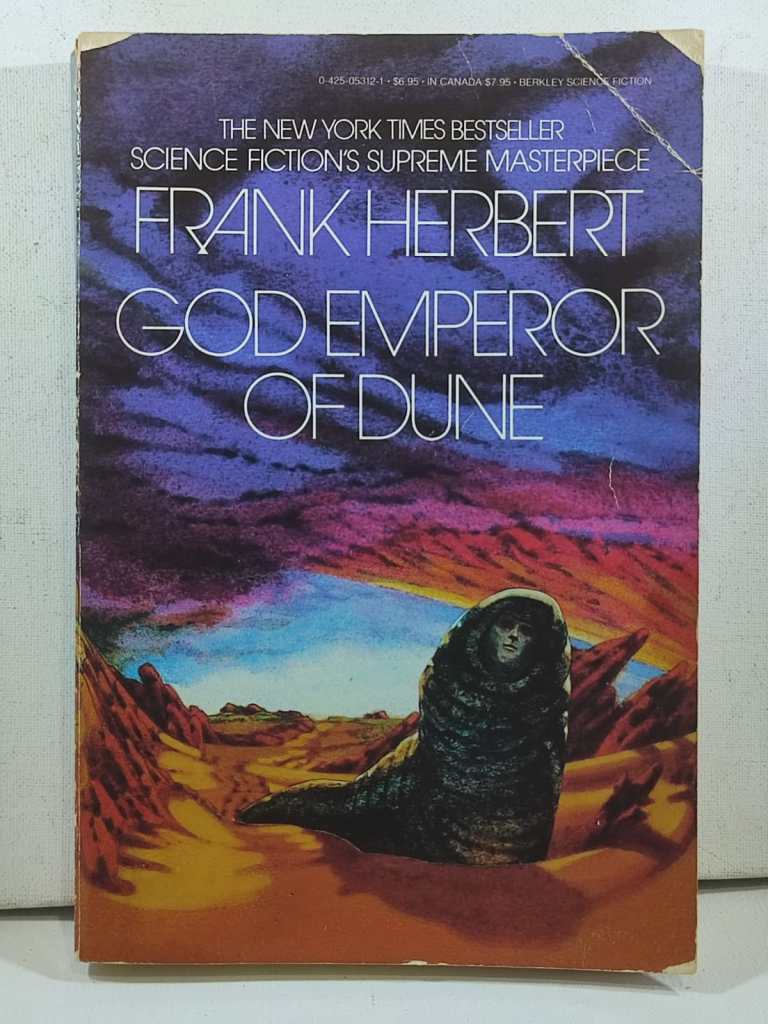 0-425-05312-1 • $6.95 • IN CANADA $7.95 • BERKLEY SCIENCE FICTION
THE NEW YORK TIMES BESTSELLER
SCIENCE FICTION'S SUPREME MASTERPIECE
FRANK HERBERT
GOD EMPEROR
OF DUNE